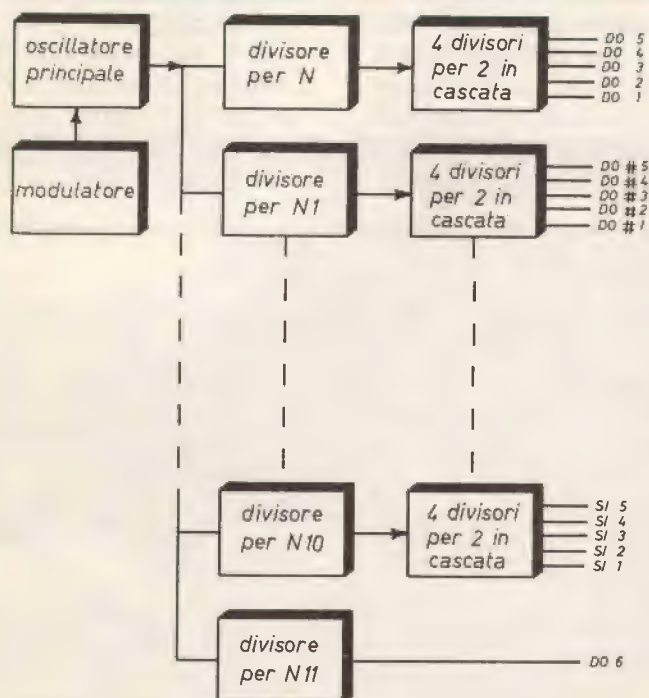 oscillatore
principale
divisore
per N
4 divisori
per 2 in
cascata
DO 5
DO 4
DO 3
DO 2
DO 1
modulatore
divisore
per N1
4 divisori
per 2 in
cascata
DO # 5
DO # 4
DO # 3
DO # 2
DO # 1
divisore
per N10
4 divisori
per 2 in
cascata
SI 5
SI 4
SI 3
SI 2
SI 1
divisore
per N11
DO 6